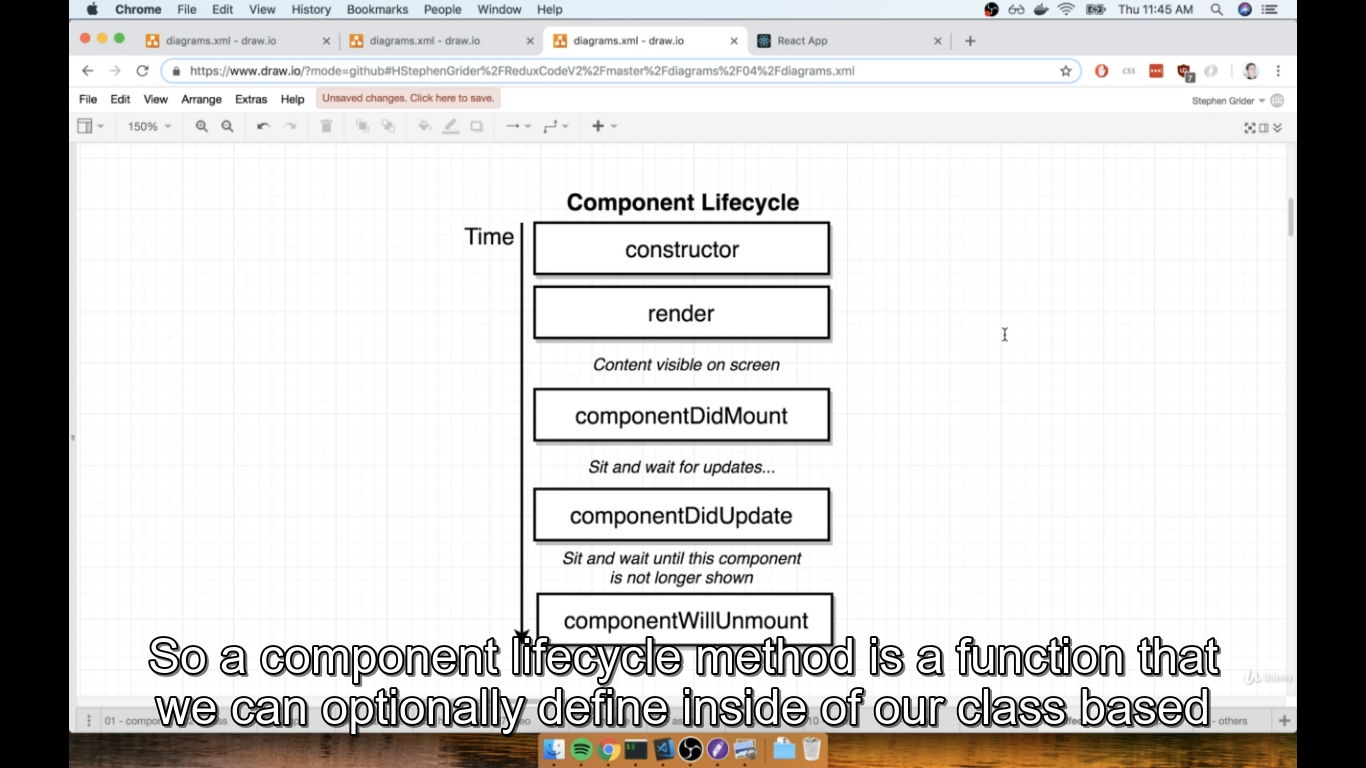 Chrome File Edit View History Bookmarks People Window Help Thu 11:45 AM
diagrams.xml - draw.io diagrams.xml - draw.io diagrams.xml - draw.io React App
https://www.draw.io/?mode=github#HStephenGrider%2FReduxCodeV2%2Fmaster%2Fdiagrams%2F04%2Fdiagrams.xml CSS 7
File Edit View Arrange Extras Help Unsaved changes. Click here to save. Stephen Grider
150%
Component Lifecycle
Time
constructor
render
Content visible on screen
componentDidMount
Sit and wait for updates...
componentDidUpdate
Sit and wait until this component
is not longer shown
componentWillUnmount
So a component lifecycle method is a function that
Udemy
we can optionally define inside of our class based
01 - others